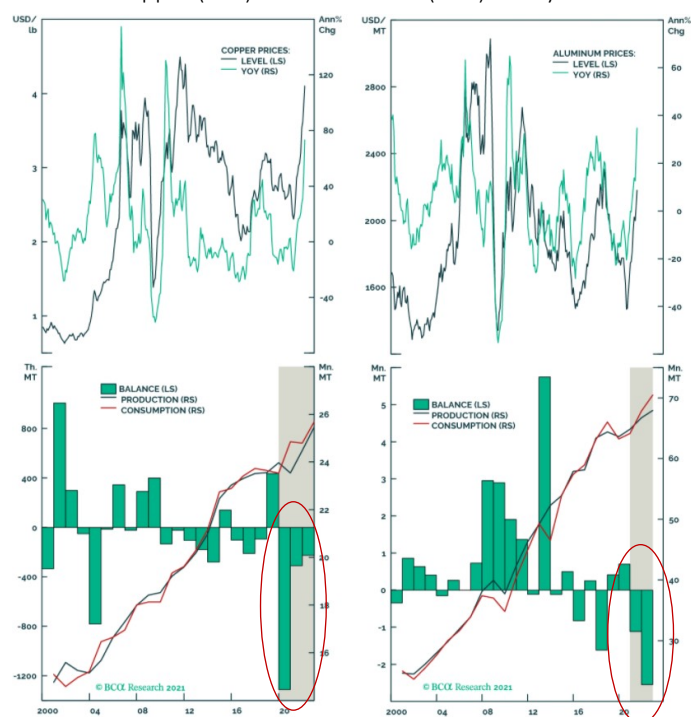 USD/
lb
Ann%
Chg
COPPER PRICES:
LEVEL (LS)
YOY (RS)
4
3
2
1
120
80
40
0
-40
USD/
MT
Ann%
Chg
ALUMINUM PRICES:
LEVEL (LS)
YOY (RS)
2800
2400
2000
1600
60
40
20
0
-20
-40
Th.
MT
Mn.
MT
BALANCE (LS)
PRODUCTION (RS)
CONSUMPTION (RS)
800
400
0
-400
-800
-1200
26
24
22
20
18
16
© BCA Research 2021
2000 04 08 12 16 20
Mn.
MT
Mn.
MT
BALANCE (LS)
PRODUCTION (RS)
CONSUMPTION (RS)
5
4
3
2
1
0
-1
-2
70
60
50
40
30
© BCA Research 2021
2000 04 08 12 16 20